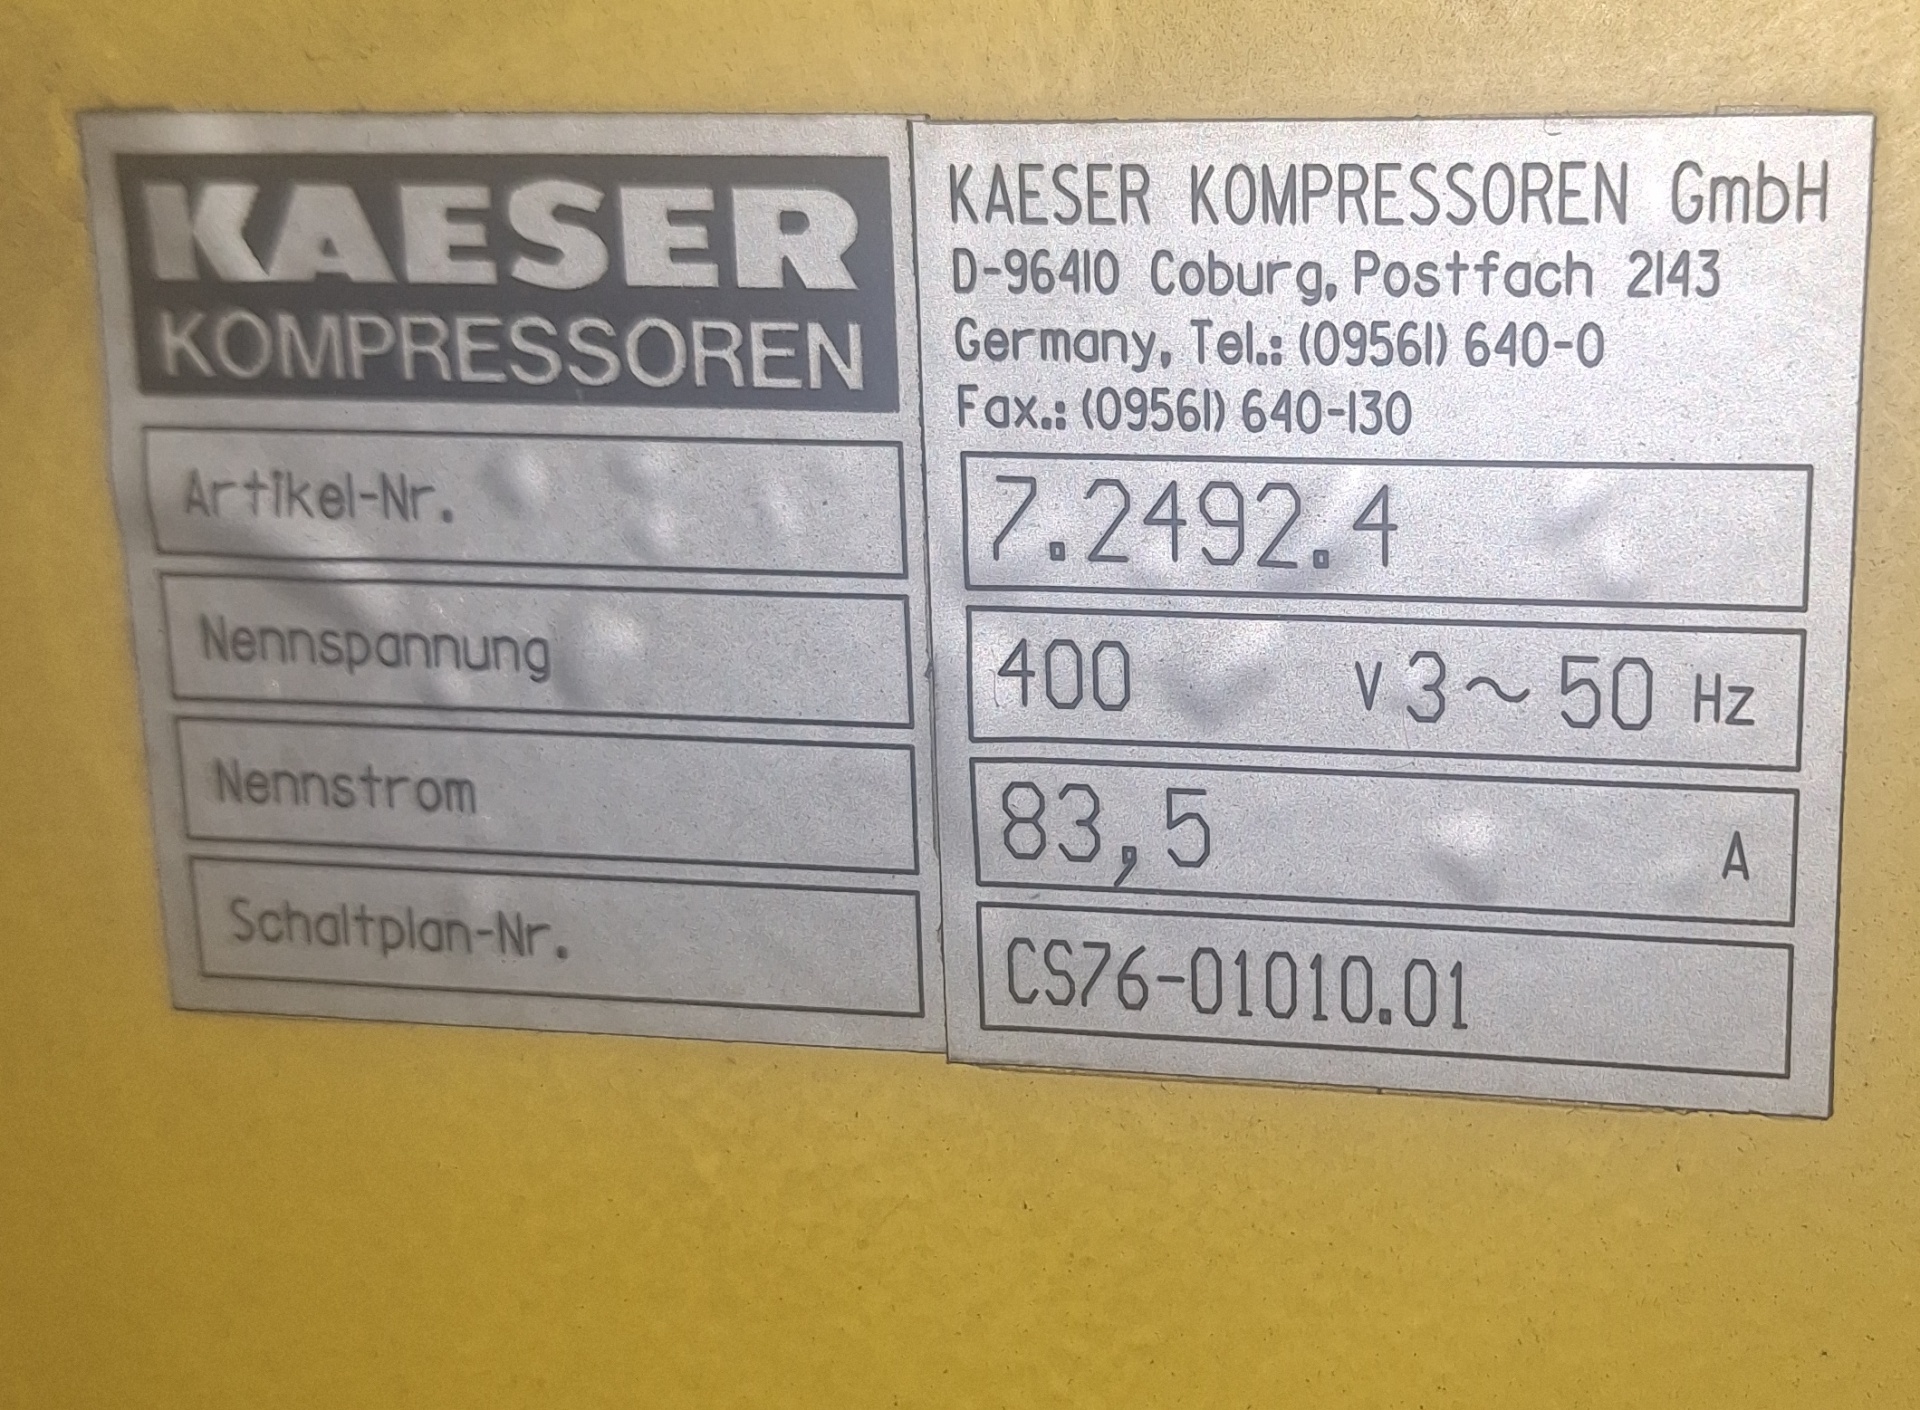 KAESER
KOMPRESSOREN
KAESER KOMPRESSOREN GmbH
D-96410 Coburg, Postfach 2143
Germany, Tel.: (09561) 640-0
Fax.: (09561) 640-130
Artikel-Nr. 7.2492.4
Nennspannung 400 V 3~ 50 Hz
Nennstrom 83,5 A
Schaltplan-Nr. CS76-01010.01